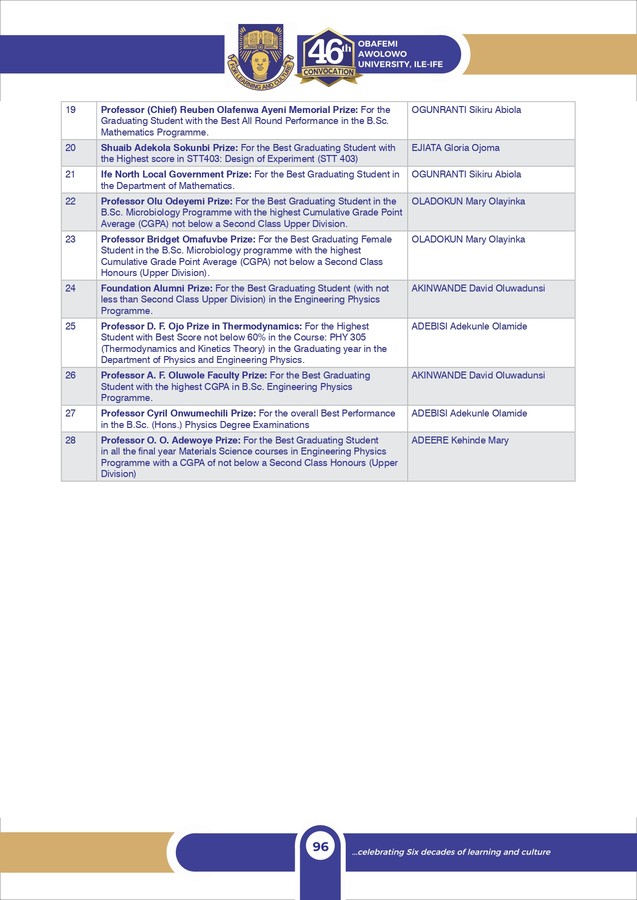 FOR LEARNING AND CULTURE
46th
CONVOCATION
OBAFEMI
AWOLOWO
UNIVERSITY, ILE-IFE
19 Professor (Chief) Reuben Olafenwa Ayeni Memorial Prize: For the OGUNRANTI Sikiru Abiola
Graduating Student with the Best All Round Performance in the B.Sc.
Mathematics Programme.
20 Shuaib Adekola Sokunbi Prize: For the Best Graduating Student with EJIATA Gloria Ojoma
the Highest score in STT403: Design of Experiment (STT 403)
21 Ife North Local Government Prize: For the Best Graduating Student in OGUNRANTI Sikiru Abiola
the Department of Mathematics.
22 Professor Olu Odeyemi Prize: For the Best Graduating Student in the OLADOKUN Mary Olayinka
B.Sc. Microbiology Programme with the highest Cumulative Grade Point
Average (CGPA) not below a Second Class Upper Division.
23 Professor Bridget Omafuvbe Prize: For the Best Graduating Female OLADOKUN Mary Olayinka
Student in the B.Sc. Microbiology programme with the highest
Cumulative Grade Point Average (CGPA) not below a Second Class
Honours (Upper Division).
24 Foundation Alumni Prize: For the Best Graduating Student (with not AKINWANDE David Oluwadunsi
less than Second Class Upper Division) in the Engineering Physics
Programme.
25 Professor D. F. Ojo Prize in Thermodynamics: For the Highest ADEBISI Adekunle Olamide
Student with Best Score not below 60% in the Course: PHY 305
(Thermodynamics and Kinetics Theory) in the Graduating year in the
Department of Physics and Engineering Physics.
26 Professor A. F. Oluwole Faculty Prize: For the Best Graduating AKINWANDE David Oluwadunsi
Student with the highest CGPA in B.Sc. Engineering Physics
Programme.
27 Professor Cyril Onwumechili Prize: For the overall Best Performance ADEBISI Adekunle Olamide
in the B.Sc. (Hons.) Physics Degree Examinations
28 Professor O. O. Adewoye Prize: For the Best Graduating Student ADEERE Kehinde Mary
in all the final year Materials Science courses in Engineering Physics
Programme with a CGPA of not below a Second Class Honours (Upper
Division)
96
...celebrating Six decades of learning and culture